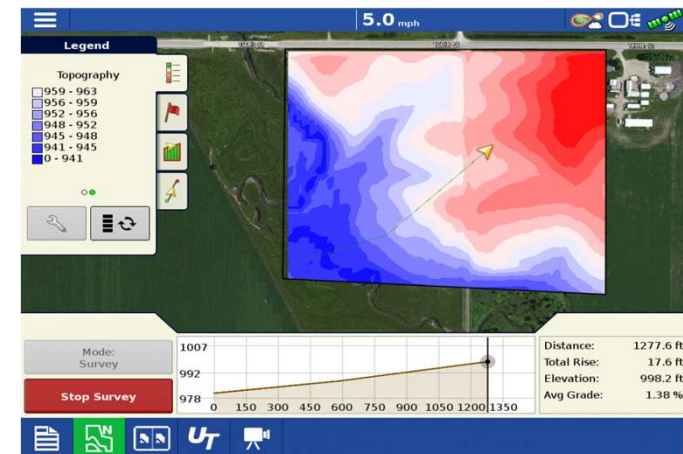 5.0 mph
Legend
Topography
959 - 963
956 - 959
952 - 956
948 - 952
945 - 948
941 - 945
0 - 941
Mode:
Survey
Stop Survey
1007
992
978
0 150 300 450 600 750 900 1050 1200 1350
Distance: 1277.6 ft
Total Rise: 17.6 ft
Elevation: 998.2 ft
Avg Grade: 1.38 %
N
UT